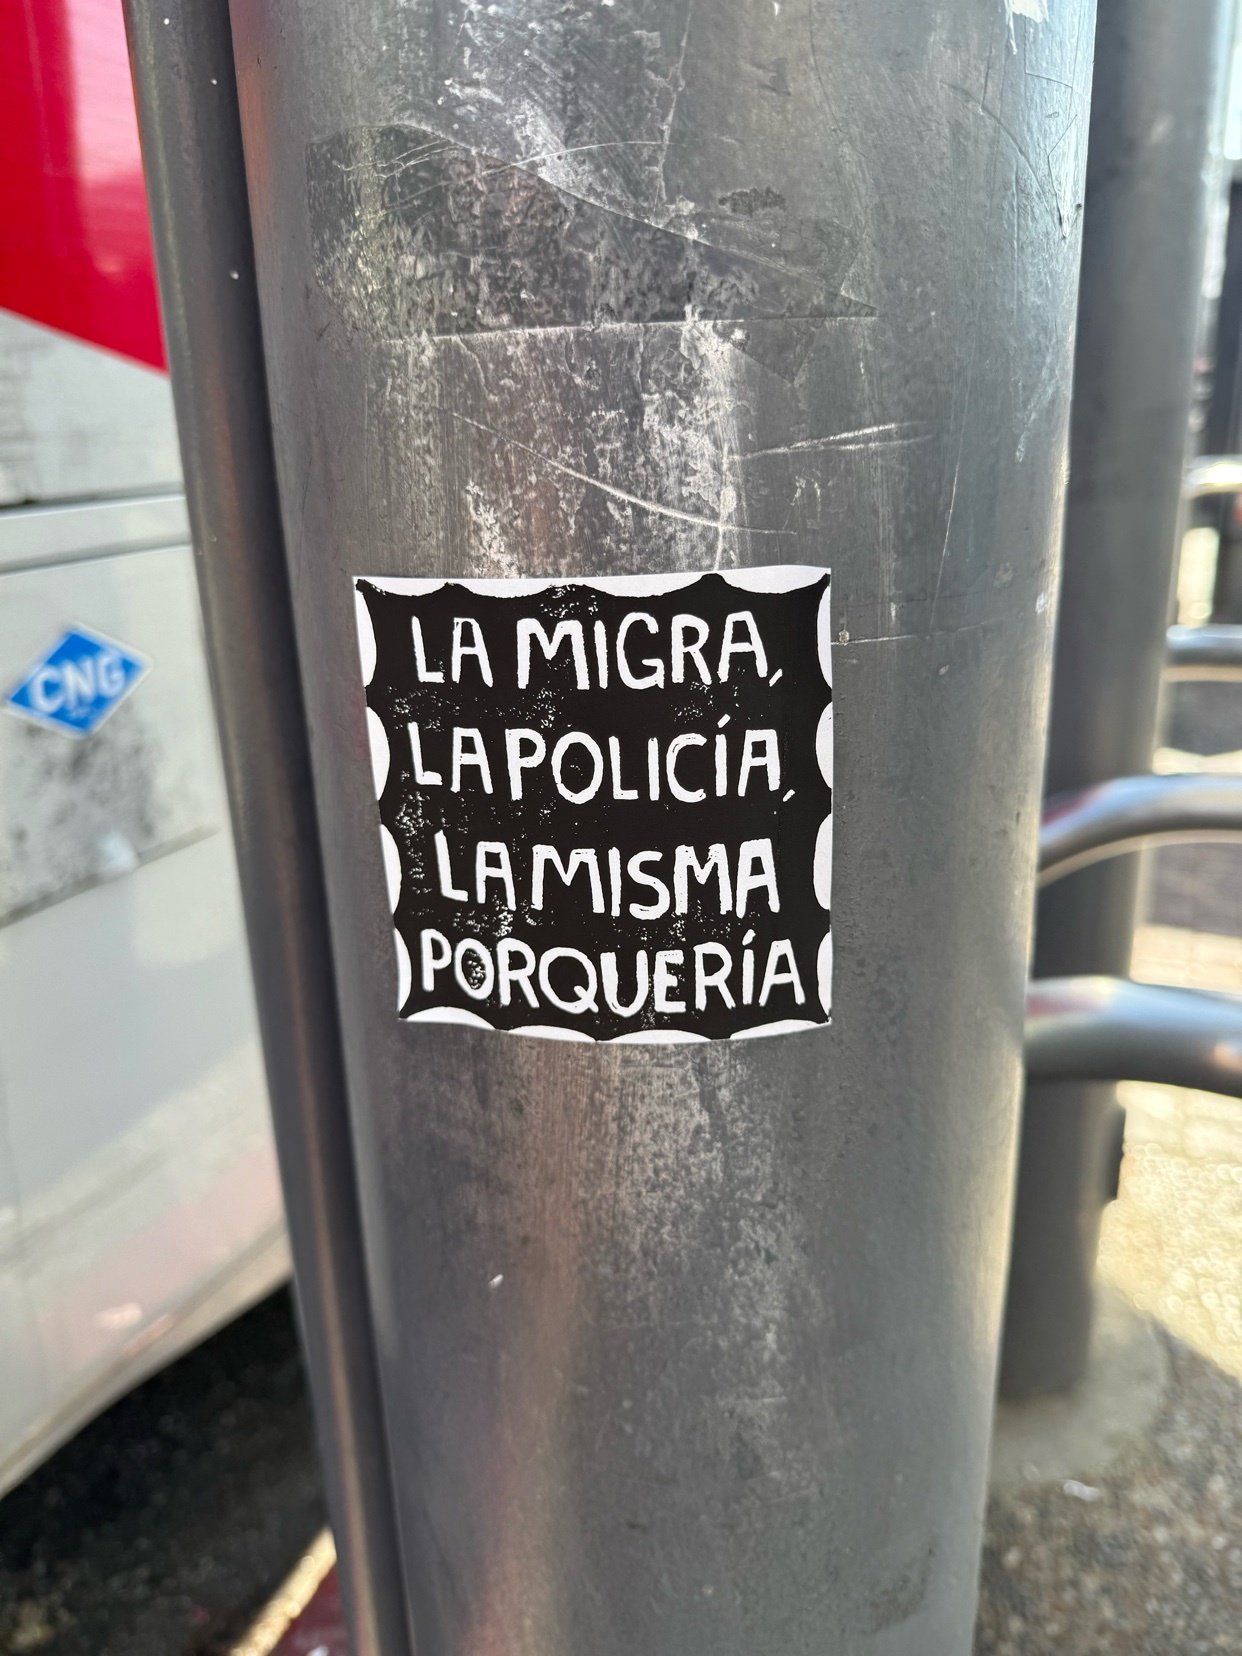 LA MIGRA,
LA POLICÍA,
LA MISMA
PORQUERÍA
CNG